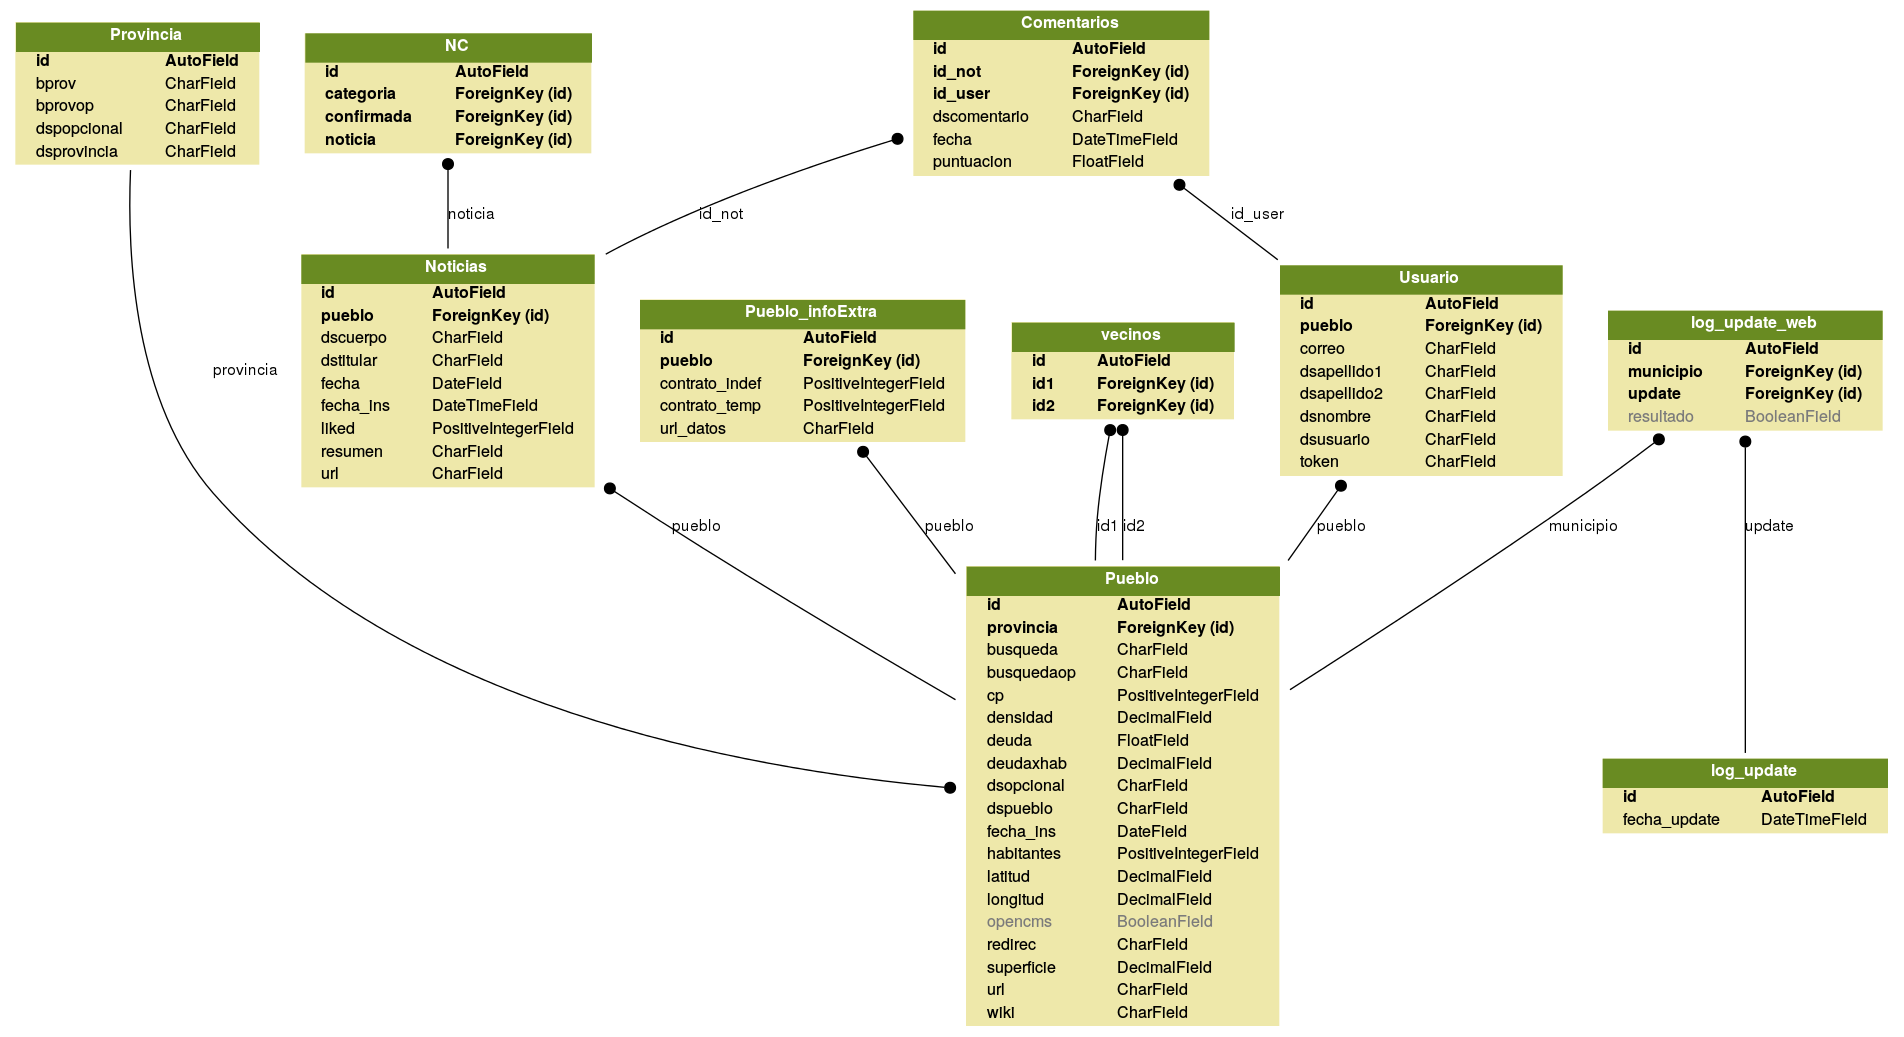 Provincia
id AutoField
bprov CharField
bprovop CharField
dspopcional CharField
dsprovincia CharField
NC
id AutoField
categoria ForeignKey (id)
confirmada ForeignKey (id)
noticia ForeignKey (id)
Comentarios
id AutoField
id_not ForeignKey (id)
id_user ForeignKey (id)
dscomentario CharField
fecha DateTimeField
puntuacion FloatField
noticia
id_not
id_user
Noticias
id AutoField
pueblo ForeignKey (id)
dscuerpo CharField
dstitular CharField
fecha DateField
fecha_ins DateTimeField
liked PositiveIntegerField
resumen CharField
url CharField
Pueblo_infoExtra
id AutoField
pueblo ForeignKey (id)
contrato_indef PositiveIntegerField
contrato_temp PositiveIntegerField
url_datos CharField
vecinos
id AutoField
id1 ForeignKey (id)
id2 ForeignKey (id)
Usuario
id AutoField
pueblo ForeignKey (id)
correo CharField
dsapellido1 CharField
dsapellido2 CharField
dsnombre CharField
dsusuario CharField
token CharField
log_update_web
id AutoField
municipio ForeignKey (id)
update ForeignKey (id)
resultado BooleanField
provincia
pueblo
pueblo
id1
id2
pueblo
municipio
update
Pueblo
id AutoField
provincia ForeignKey (id)
busqueda CharField
busquedaop CharField
cp PositiveIntegerField
densidad DecimalField
deuda FloatField
deudaxhab DecimalField
dsopcional CharField
dspueblo CharField
fecha_ins DateField
habitantes PositiveIntegerField
latitud DecimalField
longitud DecimalField
opencms BooleanField
redirec CharField
superficie DecimalField
url CharField
wiki CharField
log_update
id AutoField
fecha_update DateTimeField